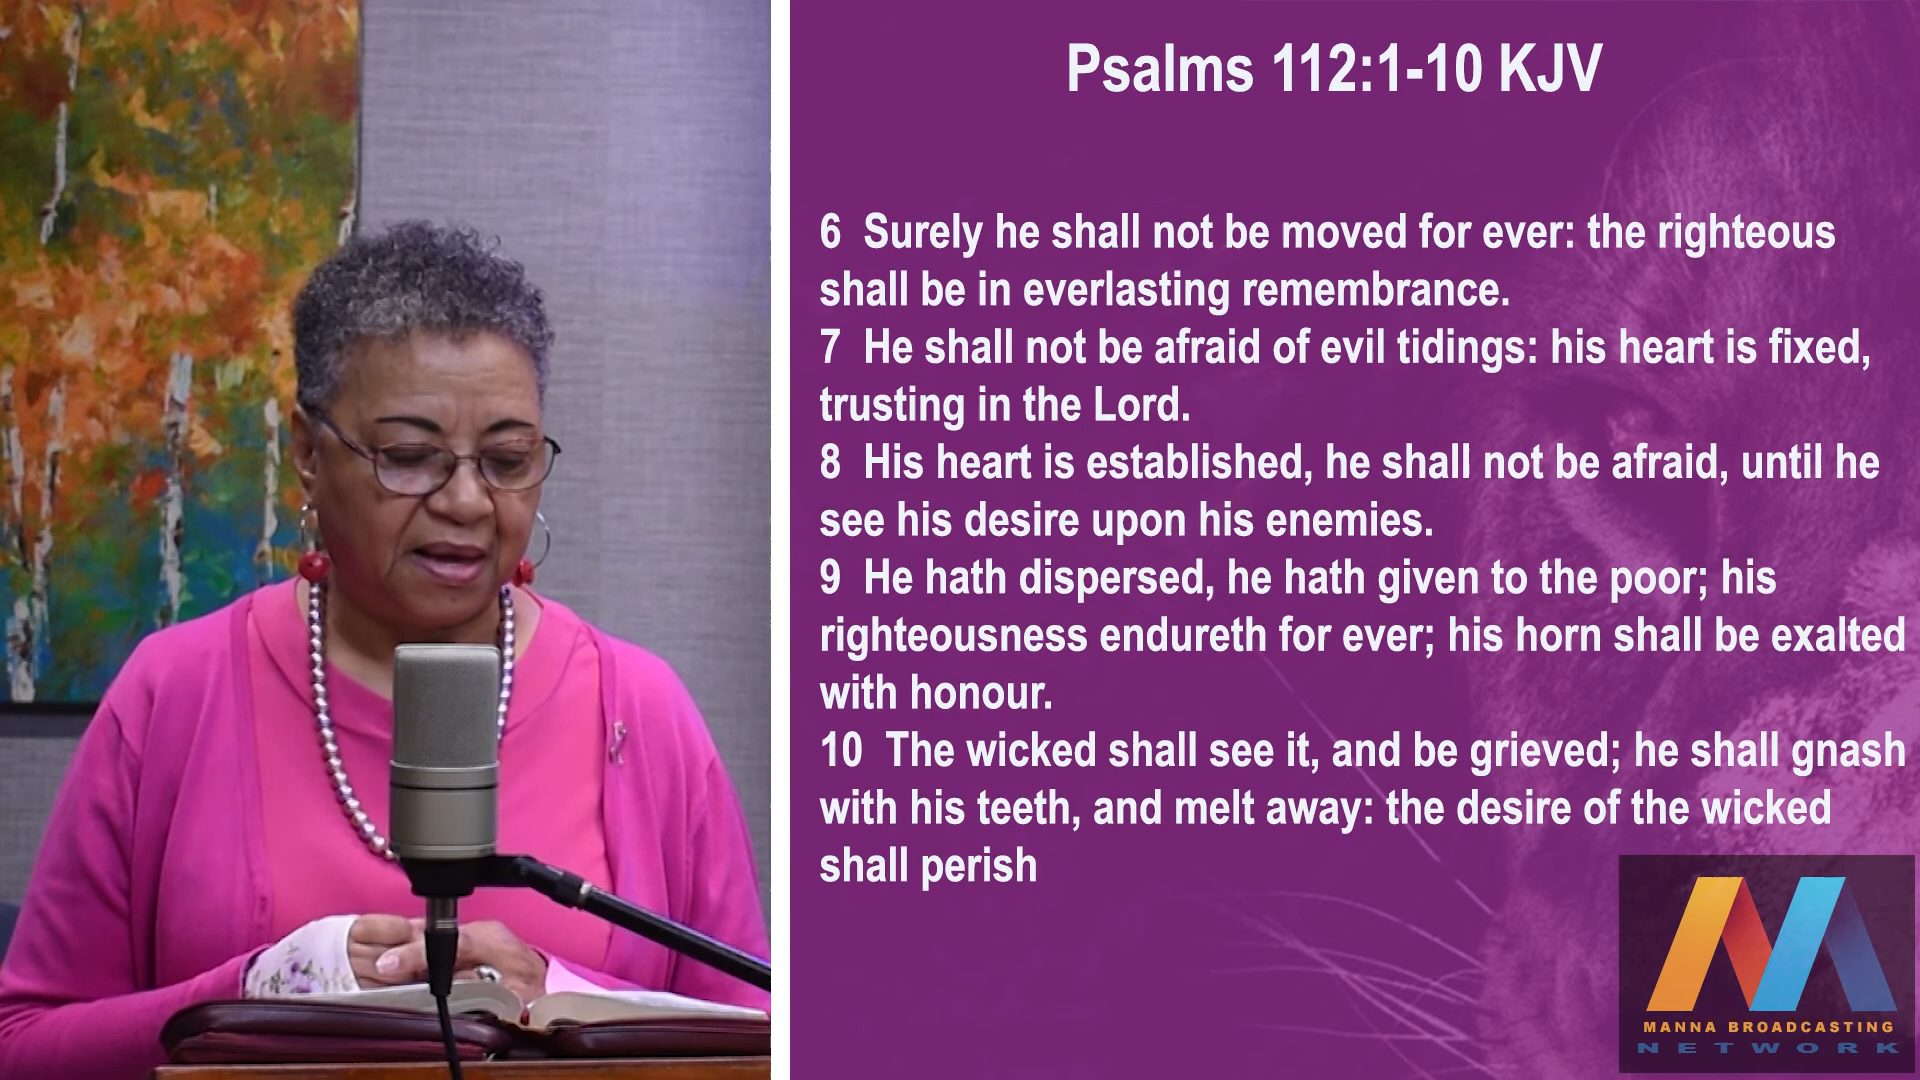 Psalms 112:1-10 KJV
6 Surely he shall not be moved for ever: the righteous
shall be in everlasting remembrance.
7 He shall not be afraid of evil tidings: his heart is fixed,
trusting in the Lord.
8 His heart is established, he shall not be afraid, until he
see his desire upon his enemies.
9 He hath dispersed, he hath given to the poor; his
righteousness endureth for ever; his horn shall be exalted
with honour.
10 The wicked shall see it, and be grieved; he shall gnash
with his teeth, and melt away: the desire of the wicked
shall perish
MANNA BROADCASTING
NETWORK